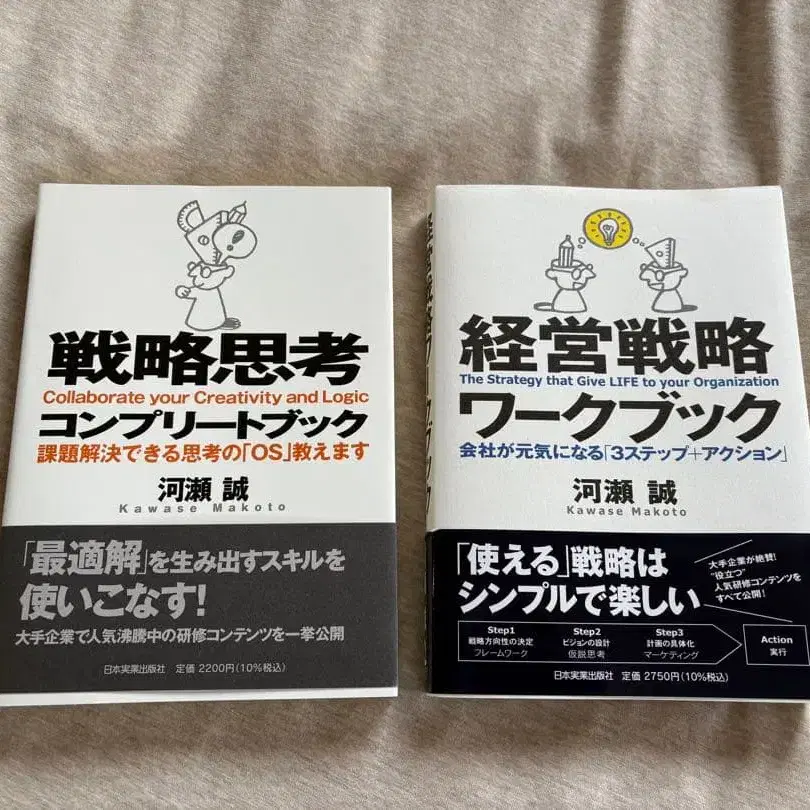 戦略思考
Collaborate your Creativity and Logic
コンプリートブック
課題解決できる思考の「OS」教えます
河瀬 誠
Kawase Makoto
「最適解」を生み出すスキルを
使いこなす!
大手企業で人気沸騰中の研修コンテンツを一挙公開
日本実業出版社 定価 2200円(10%税込)
経営戦略ワークブック
経営戦略
The Strategy that Give LIFE to your Organization
ワークブック
会社が元気になる「3ステップ+アクション」
河瀬 誠
Kawase Makoto
「使える」戦略は
シンプルで楽しい
大手企業が絶賛!
"役立つ"
人気研修コンテンツを
すべて公開!
Step1
戦略方向性の決定
フレームワーク
Step2
ビジョンの設計
仮説思考
Step3
計画の具体化
マーケティング
Action
実行
日本実業出版社 定価 2750円(10%税込)